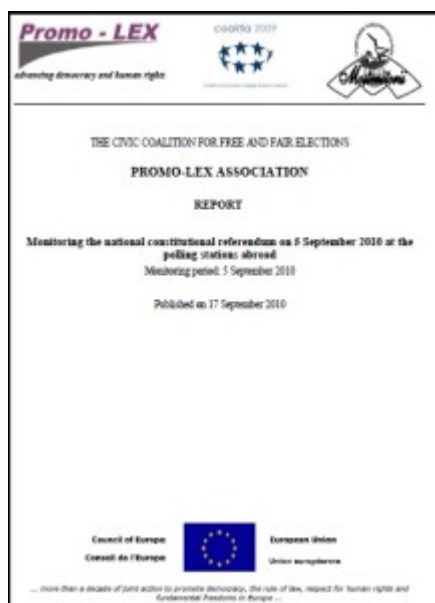 Promo - LEX
advancing democracy and human rights
coaliția 2009
THE CIVIC COALITION FOR FREE AND FAIR ELECTIONS
PROMO-LEX ASSOCIATION
REPORT
Monitoring the national constitutional referendum on 5 September 2010 at the
polling stations abroad
Monitoring period: 5 September 2010
Published on 17 September 2010
Council of Europe
Conseil de l'Europe
European Union
Union européenne
... more than a decade of joint action to promote democracy, the rule of law, respect for human rights and
fundamental freedoms in Europe ...